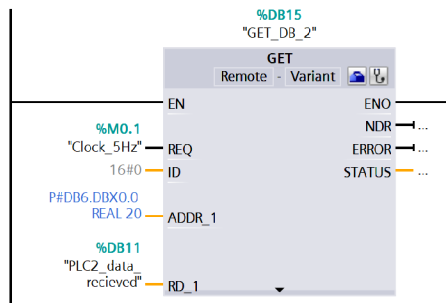 %DB15
"GET_DB_2"
GET
Remote - Variant
EN
ENO
%M0.1
NDR
...
"Clock_5Hz"
REQ
ERROR
...
16#0
ID
STATUS
...
P#DB6.DBX0.0
REAL 20
ADDR_1
%DB11
"PLC2_data_
recieved"
RD_1